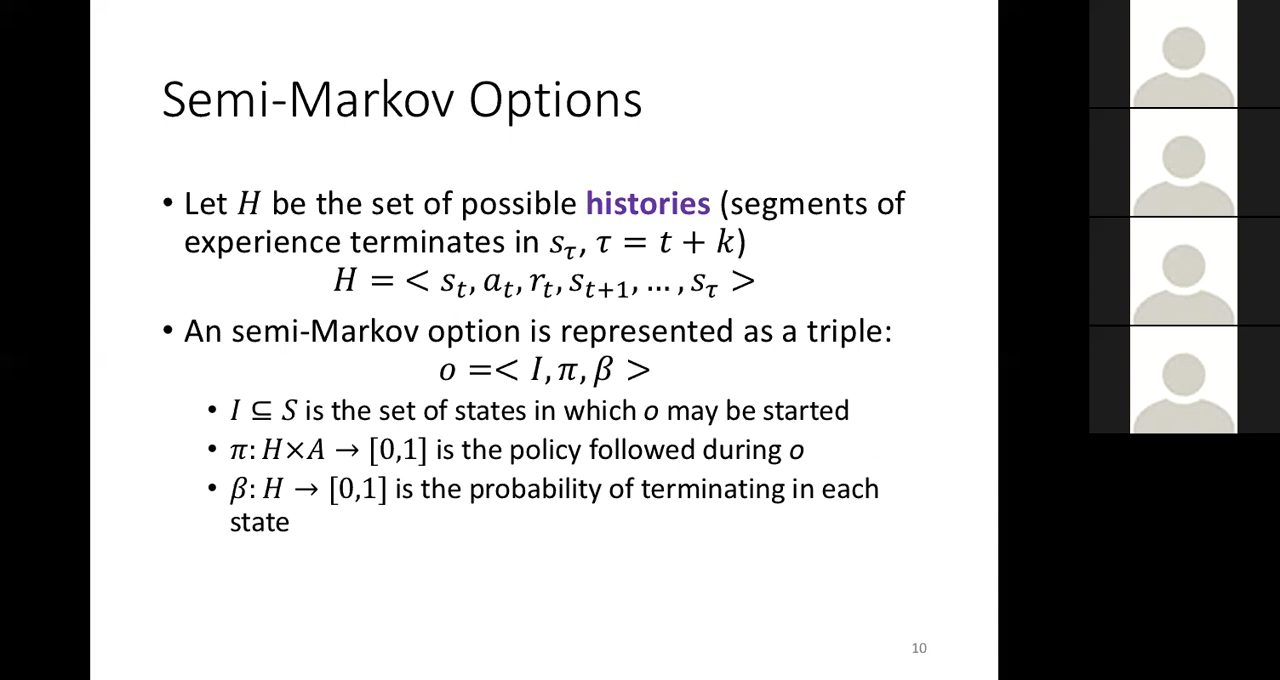 Semi-Markov Options
• Let H be the set of possible histories (segments of
experience terminates in s_τ, τ = t + k)
H = < s_t, a_t, r_t, s_{t+1}, … , s_τ >
• An semi-Markov option is represented as a triple:
o =< I, π, β >
• I ⊆ S is the set of states in which o may be started
• π: H×A → [0,1] is the policy followed during o
• β: H → [0,1] is the probability of terminating in each
state
10